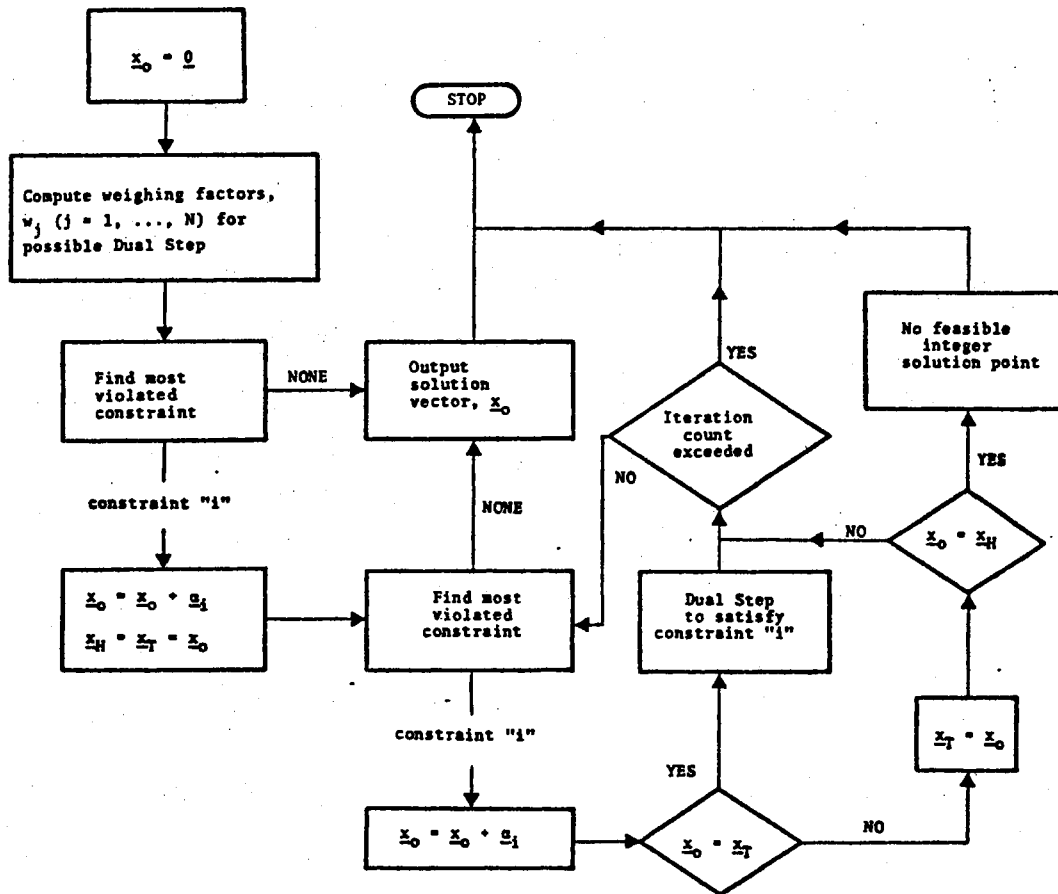 x_o = 0
STOP
Compute weighing factors,
w_j (j = 1, ..., N) for
possible Dual Step
Find most
violated constraint
NONE
Output
solution
vector, x_o
YES
Iteration
count
exceeded
NO
No feasible
integer
solution point
YES
constraint "i"
NONE
NO
x_o = x_H
x_o = x_o + α_i
x_H = x_T = x_o
Find most
violated
constraint
Dual Step
to satisfy
constraint "i"
constraint "i"
x_T = x_o
YES
x_o = x_o + α_i
x_o = x_T
NO